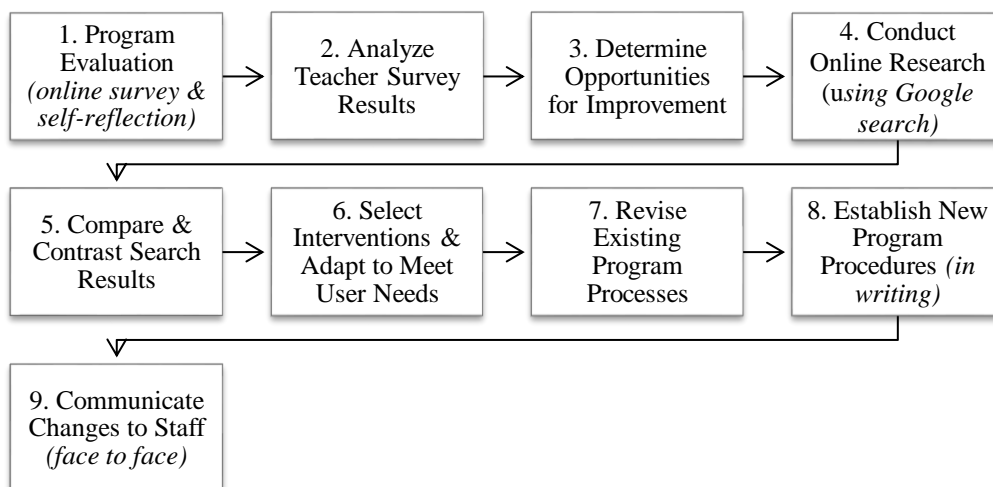 1. Program
Evaluation
(online survey &
self-reflection)
2. Analyze
Teacher Survey
Results
3. Determine
Opportunities
for Improvement
4. Conduct
Online Research
(using Google
search)
5. Compare &
Contrast Search
Results
6. Select
Interventions &
Adapt to Meet
User Needs
7. Revise
Existing
Program
Processes
8. Establish New
Program
Procedures (in
writing)
9. Communicate
Changes to Staff
(face to face)